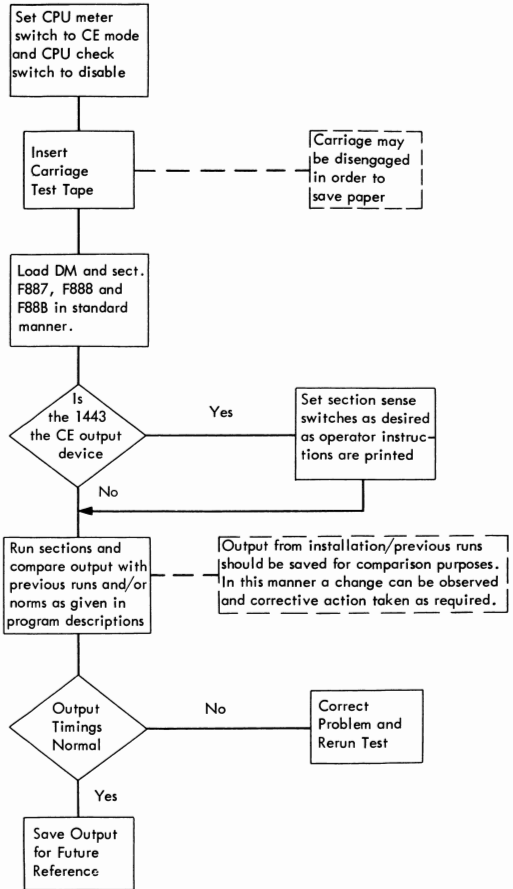 Set CPU meter
switch to CE mode
and CPU check
switch to disable
Insert
Carriage
Test Tape
Carriage may
be disengaged
in order to
save paper
Load DM and sect.
F887, F888 and
F88B in standard
manner.
Is
the 1443
the CE output
device
Yes
Set section sense
switches as desired
as operator instruc-
tions are printed
No
Run sections and
compare output with
previous runs and/or
norms as given in
program descriptions
Output from installation/previous runs
should be saved for comparison purposes.
In this manner a change can be observed
and corrective action taken as required.
Output
Timings
Normal
No
Correct
Problem and
Rerun Test
Yes
Save Output
for Future
Reference